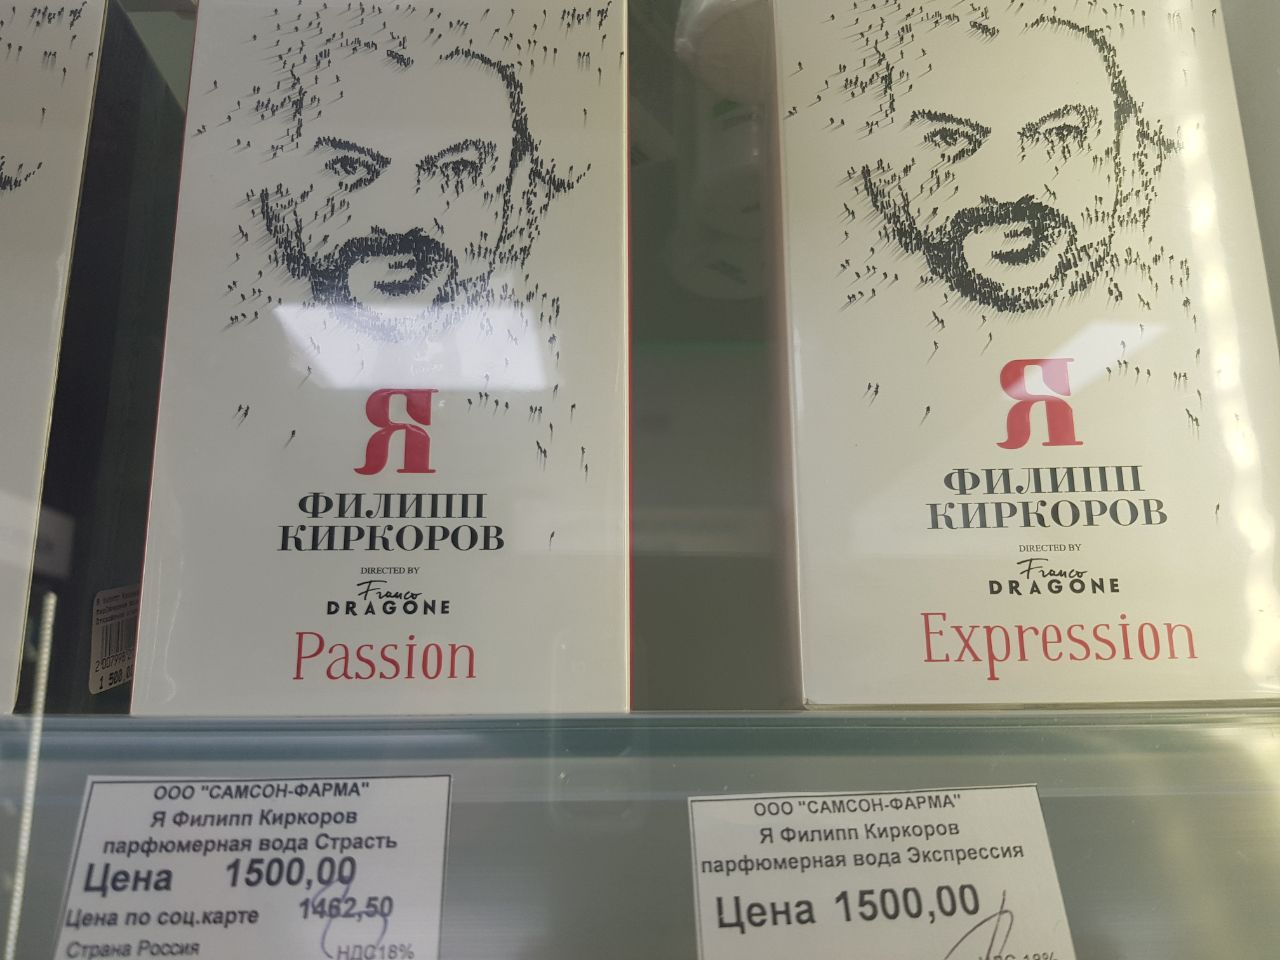 Я
ФИЛИПП
КИРКОРОВ
DIRECTED BY
Franco
DRAGONE
Passion
Я
ФИЛИПП
КИРКОРОВ
DIRECTED BY
Franco
DRAGONE
Expression
ООО "САМСОН-ФАРМА"
Я Филипп Киркоров
парфюмерная вода Страсть
Цена 1500,00
Цена по соц.карте 1462,50
Страна Россия НДС18%
ООО "САМСОН-ФАРМА"
Я Филипп Киркоров
парфюмерная вода Экспрессия
Цена 1500,00